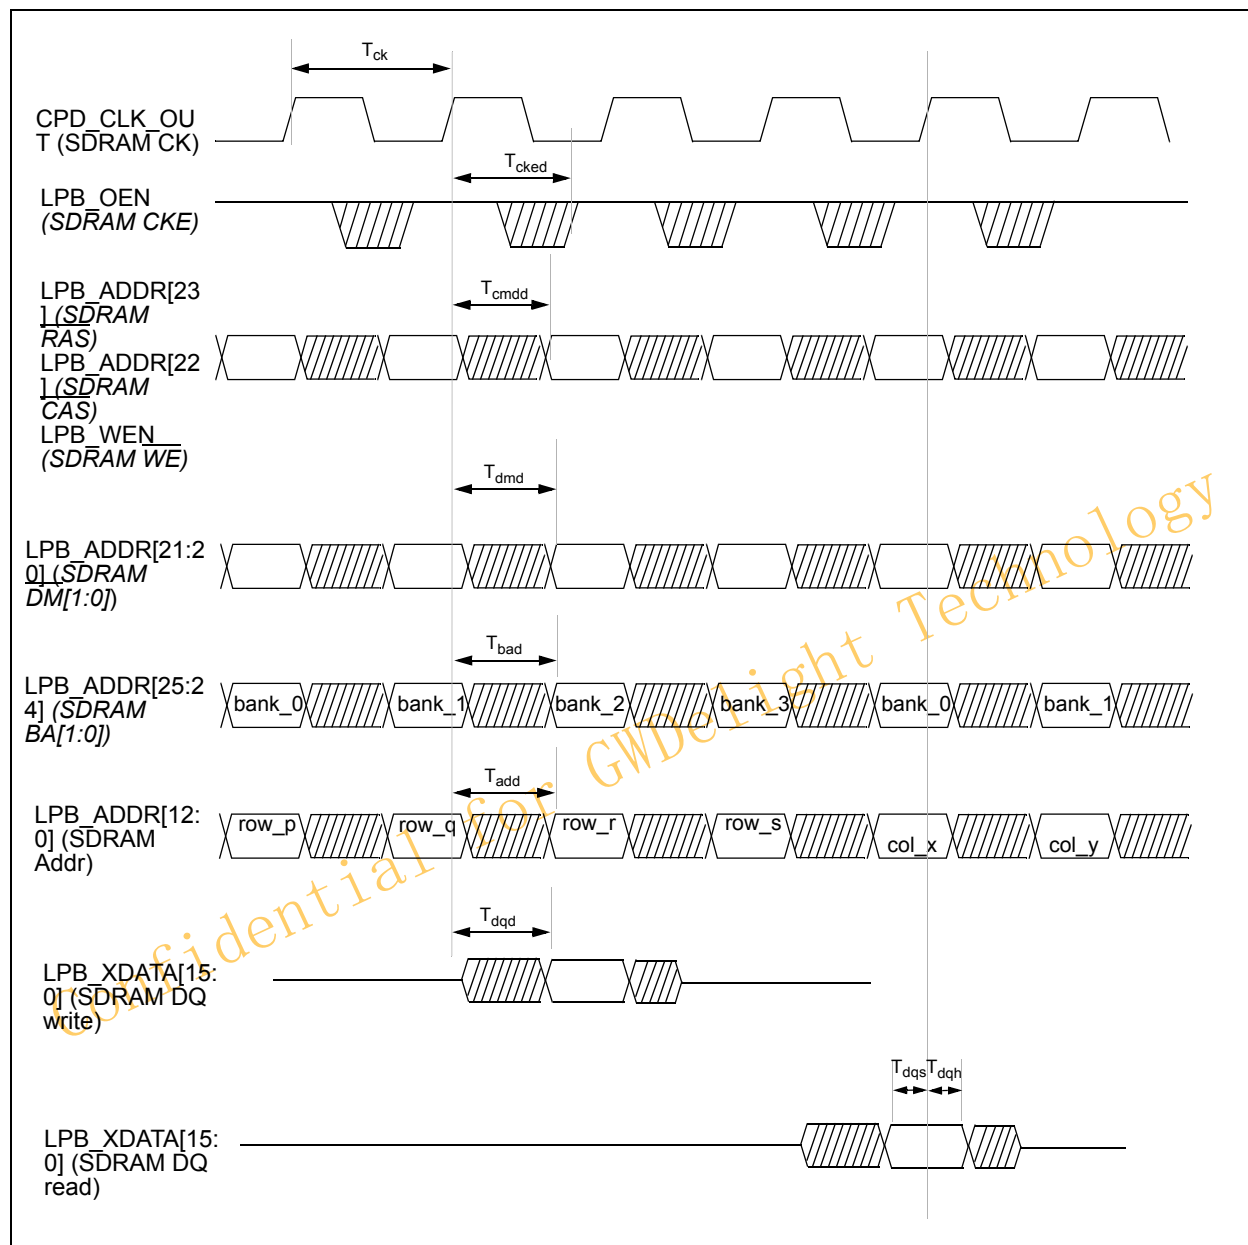 Tck
CPD_CLK_OU
T (SDRAM CK)
Tcked
LPB_OEN
(SDRAM CKE)
LPB_ADDR[23
] (SDRAM
RAS)
Tcmdd
LPB_ADDR[22
] (SDRAM
CAS)
LPB_WEN
(SDRAM WE)
Tdmd
LPB_ADDR[21:2
0] (SDRAM
DM[1:0])
Tbad
LPB_ADDR[25:2
4] (SDRAM
BA[1:0])
bank_0 bank_1 bank_2 bank_3 bank_0 bank_1
Tadd
LPB_ADDR[12:
0] (SDRAM
Addr)
row_p row_q row_r row_s col_x col_y
Tdqd
LPB_XDATA[15:
0] (SDRAM DQ
write)
Tdqs Tdqh
LPB_XDATA[15:
0] (SDRAM DQ
read)
Confidential for GWDelight Technology